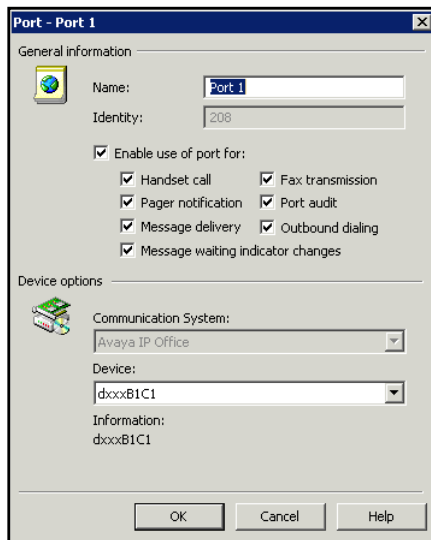 Port - Port 1
General information
Name: Port 1
Identity: 208
Enable use of port for:
Handset call Fax transmission
Pager notification Port audit
Message delivery Outbound dialing
Message waiting indicator changes
Device options
Communication System:
Avaya IP Office
Device:
dxxxB1C1
Information:
dxxxB1C1
OK Cancel Help